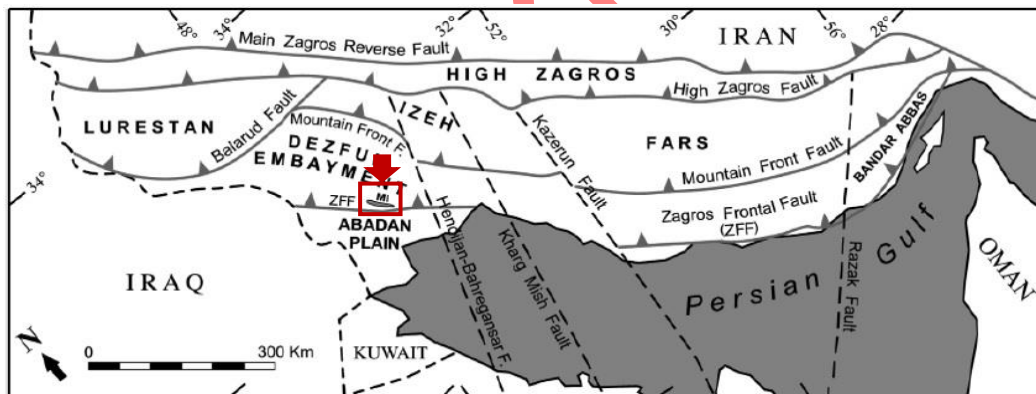 48°
34°
32°
52°
30°
56°
28°
Main Zagros Reverse Fault
IRAN
HIGH ZAGROS
High Zagros Fault
IZEH
LURESTAN
Balarud Fault
Mountain Front F.
DEZFUL
EMBAYMENT
MI
Kazerun Fault
FARS
Mountain Front Fault
BANDAR ABBAS
34°
ZFF
Zagros Frontal Fault
(ZFF)
ABADAN
PLAIN
Hendijan-Bahregansar F.
Kharg Mish Fault
Razak Fault
Persian Gulf
OMAN
IRAQ
KUWAIT
N
0 300 Km